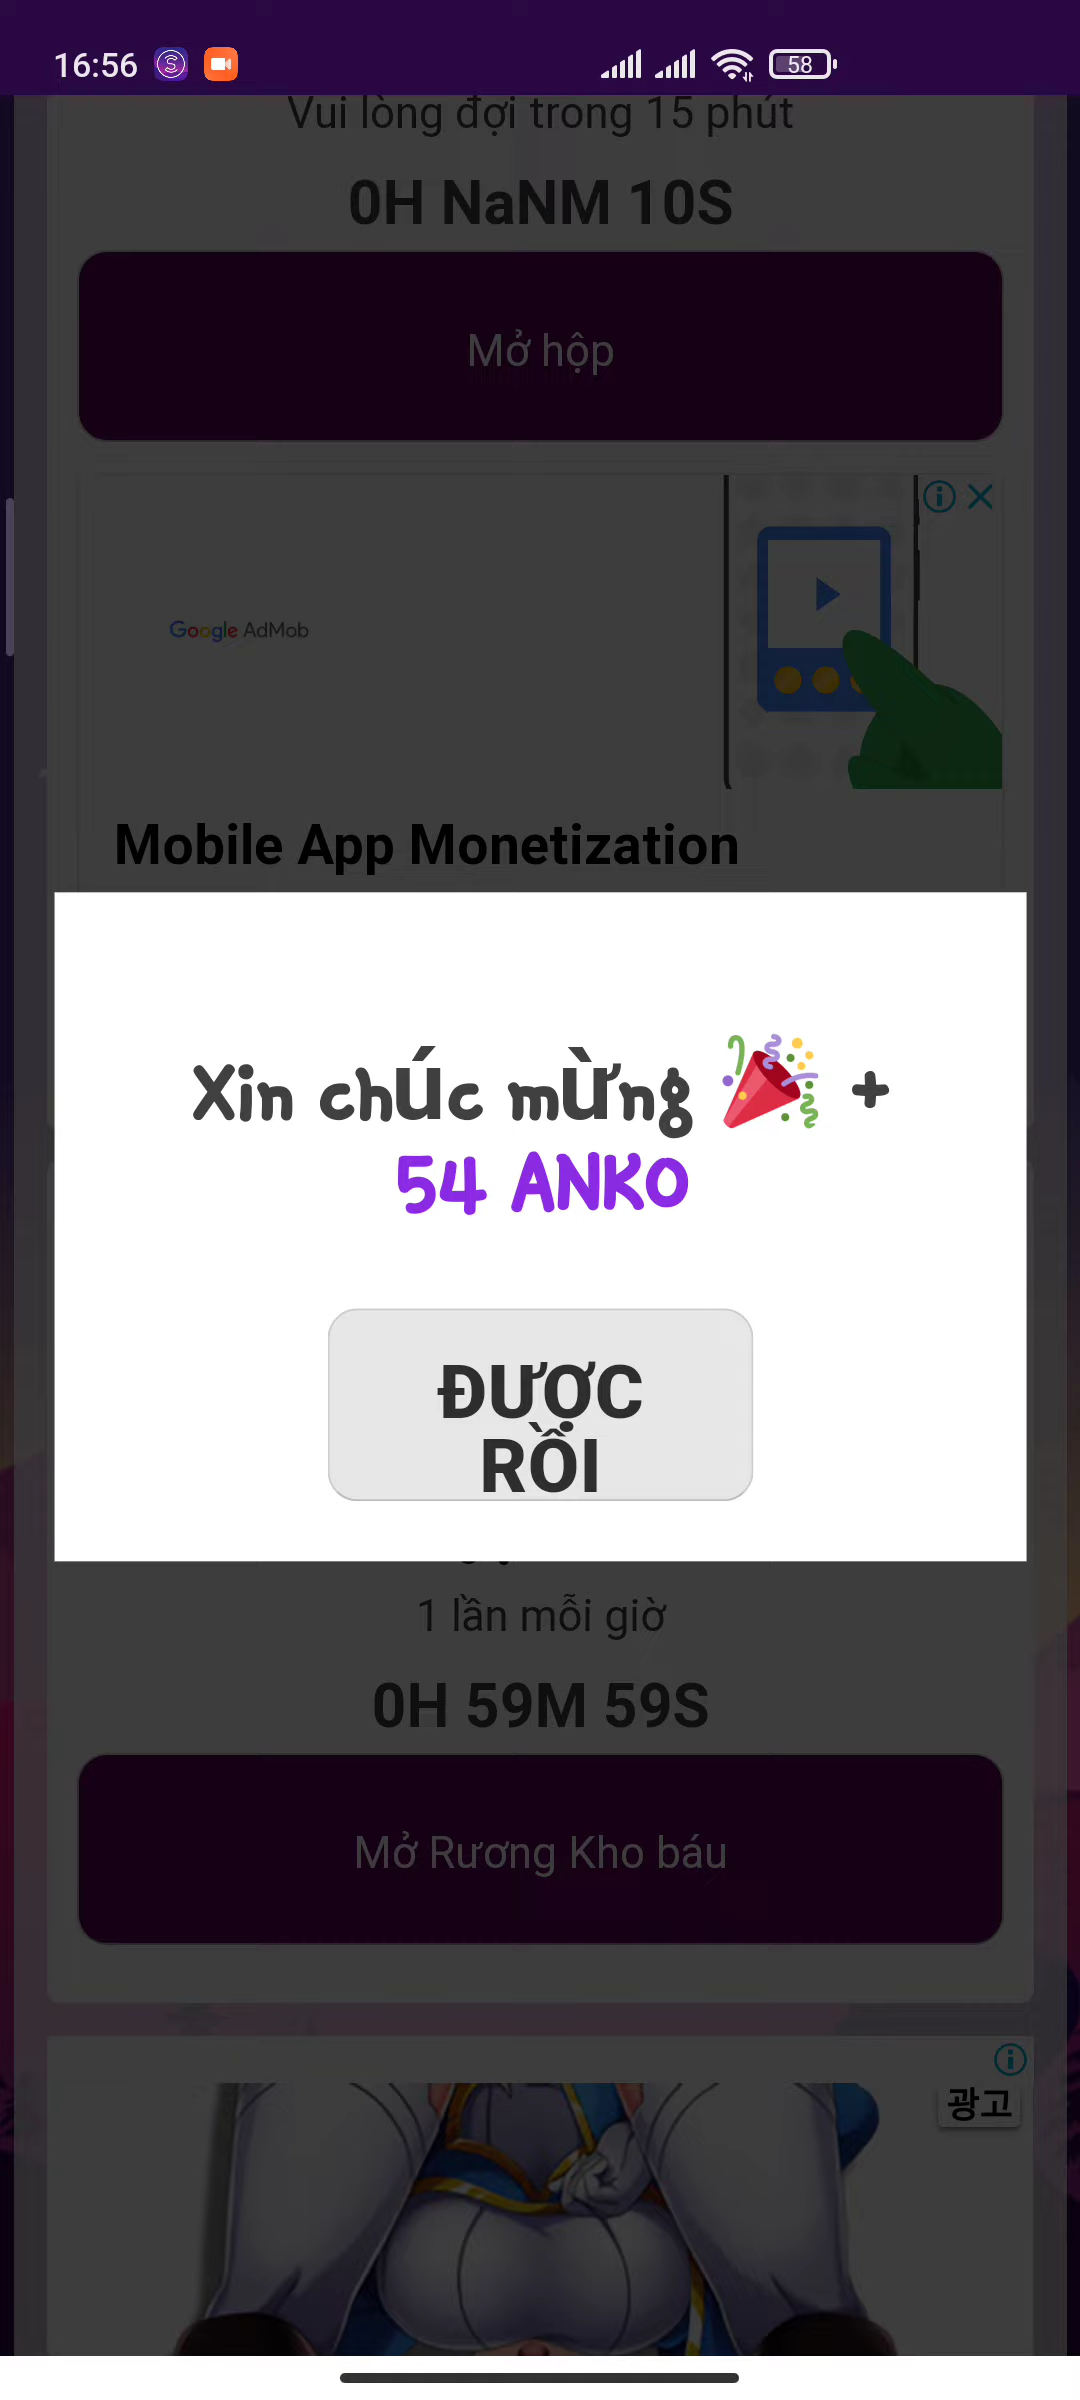 16:56
58
Vui lòng đợi trong 15 phút
0H NaNM 10S
Mở hộp
Google AdMob
Mobile App Monetization
Xin chúc mừng 🎉 +
54 ANKO
ĐƯỢC
RỒI
1 lần mỗi giờ
0H 59M 59S
Mở Rương Kho báu
광고